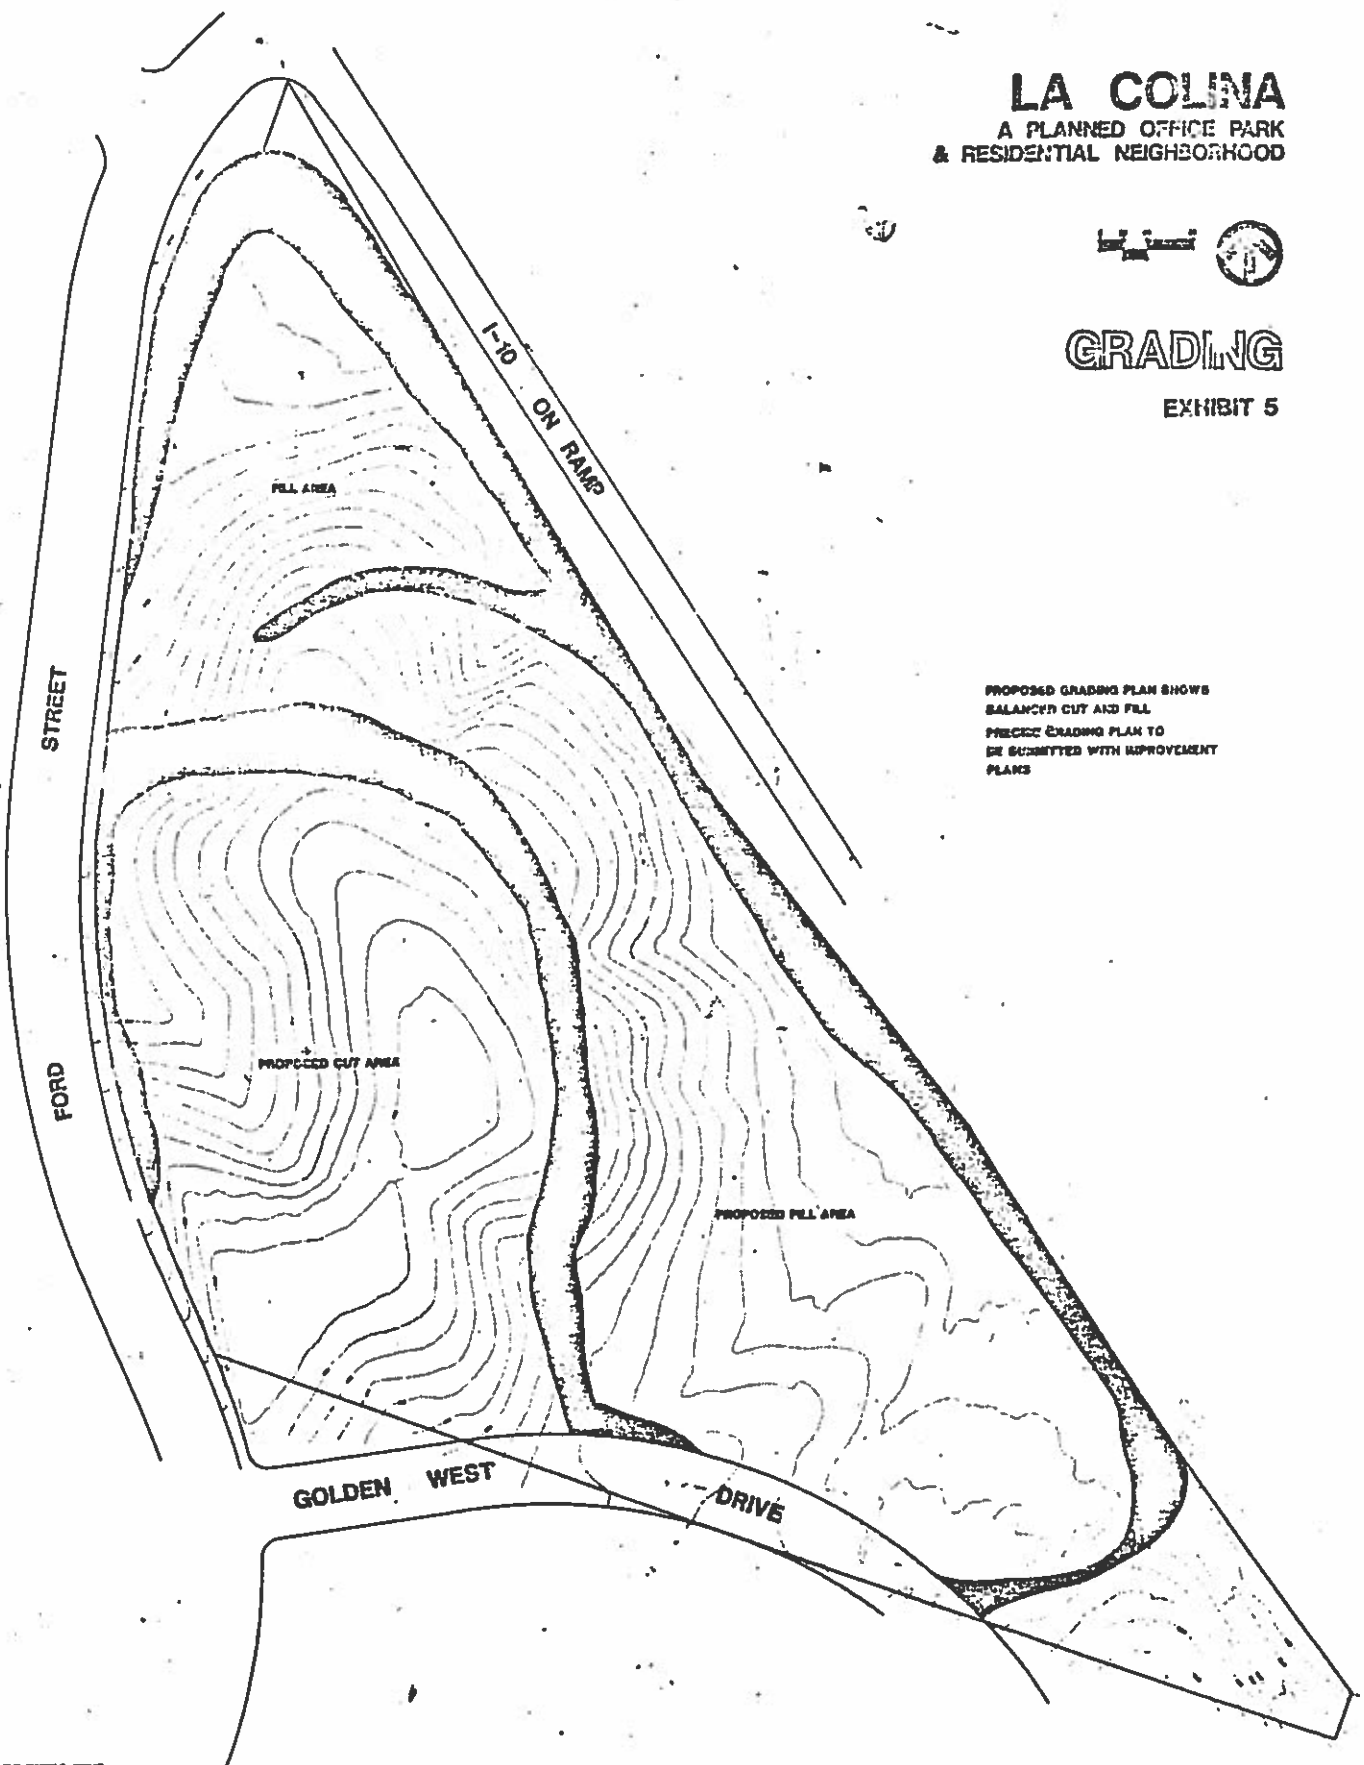 LA COLINA
A PLANNED OFFICE PARK
& RESIDENTIAL NEIGHBORHOOD
GRADING
EXHIBIT 5
I-10 ON RAMP
FILL AREA
STREET
PROPOSED GRADING PLAN SHOWS
BALANCED CUT AND FILL
PRECISE GRADING PLAN TO
BE SUBMITTED WITH IMPROVEMENT
PLANS
PROPOSED CUT AREA
FORD
PROPOSED FILL AREA
GOLDEN WEST DRIVE